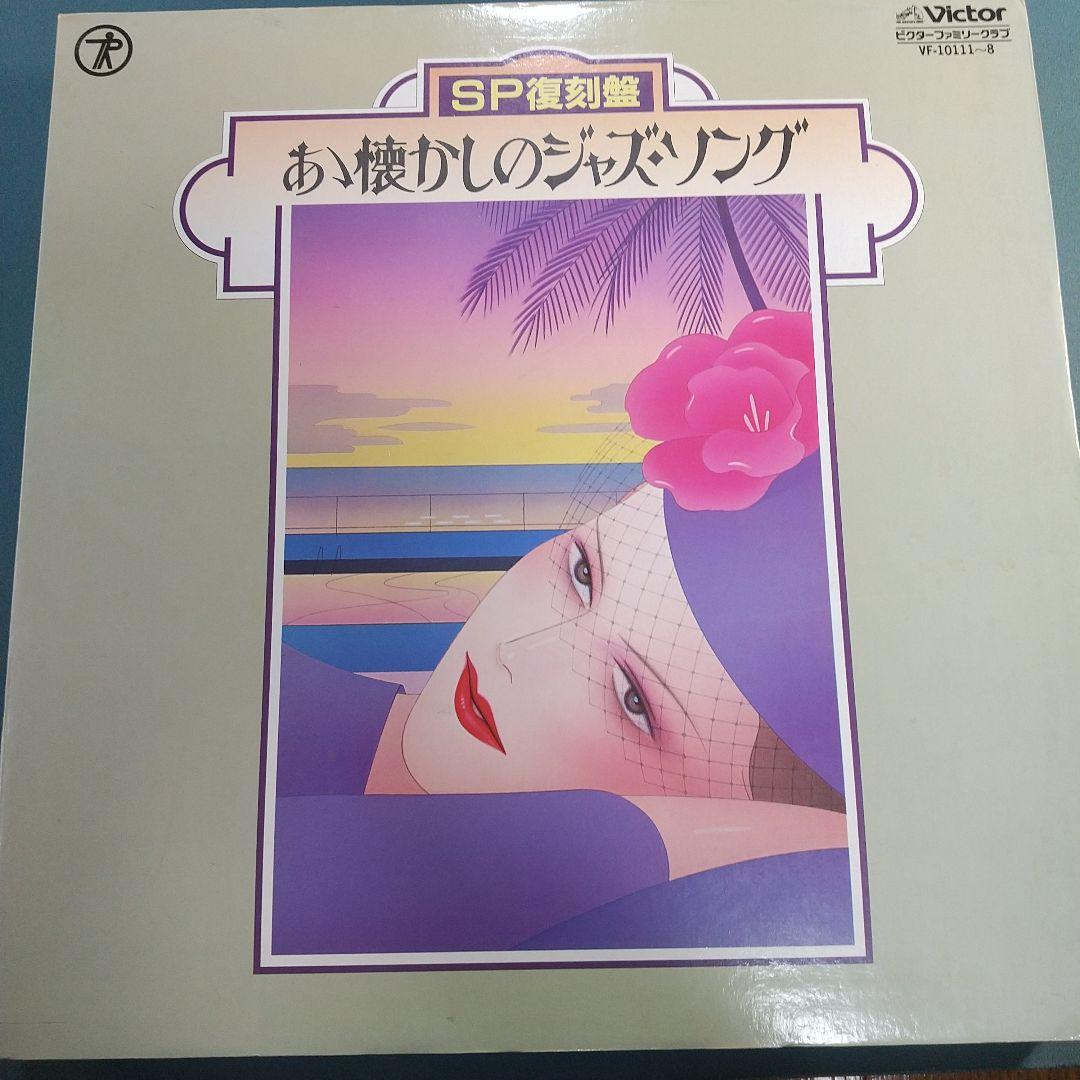 Victor
ビクターファミリークラブ
VF-10111～8
SP復刻盤
あゝ懐かしのジャズ・ソング